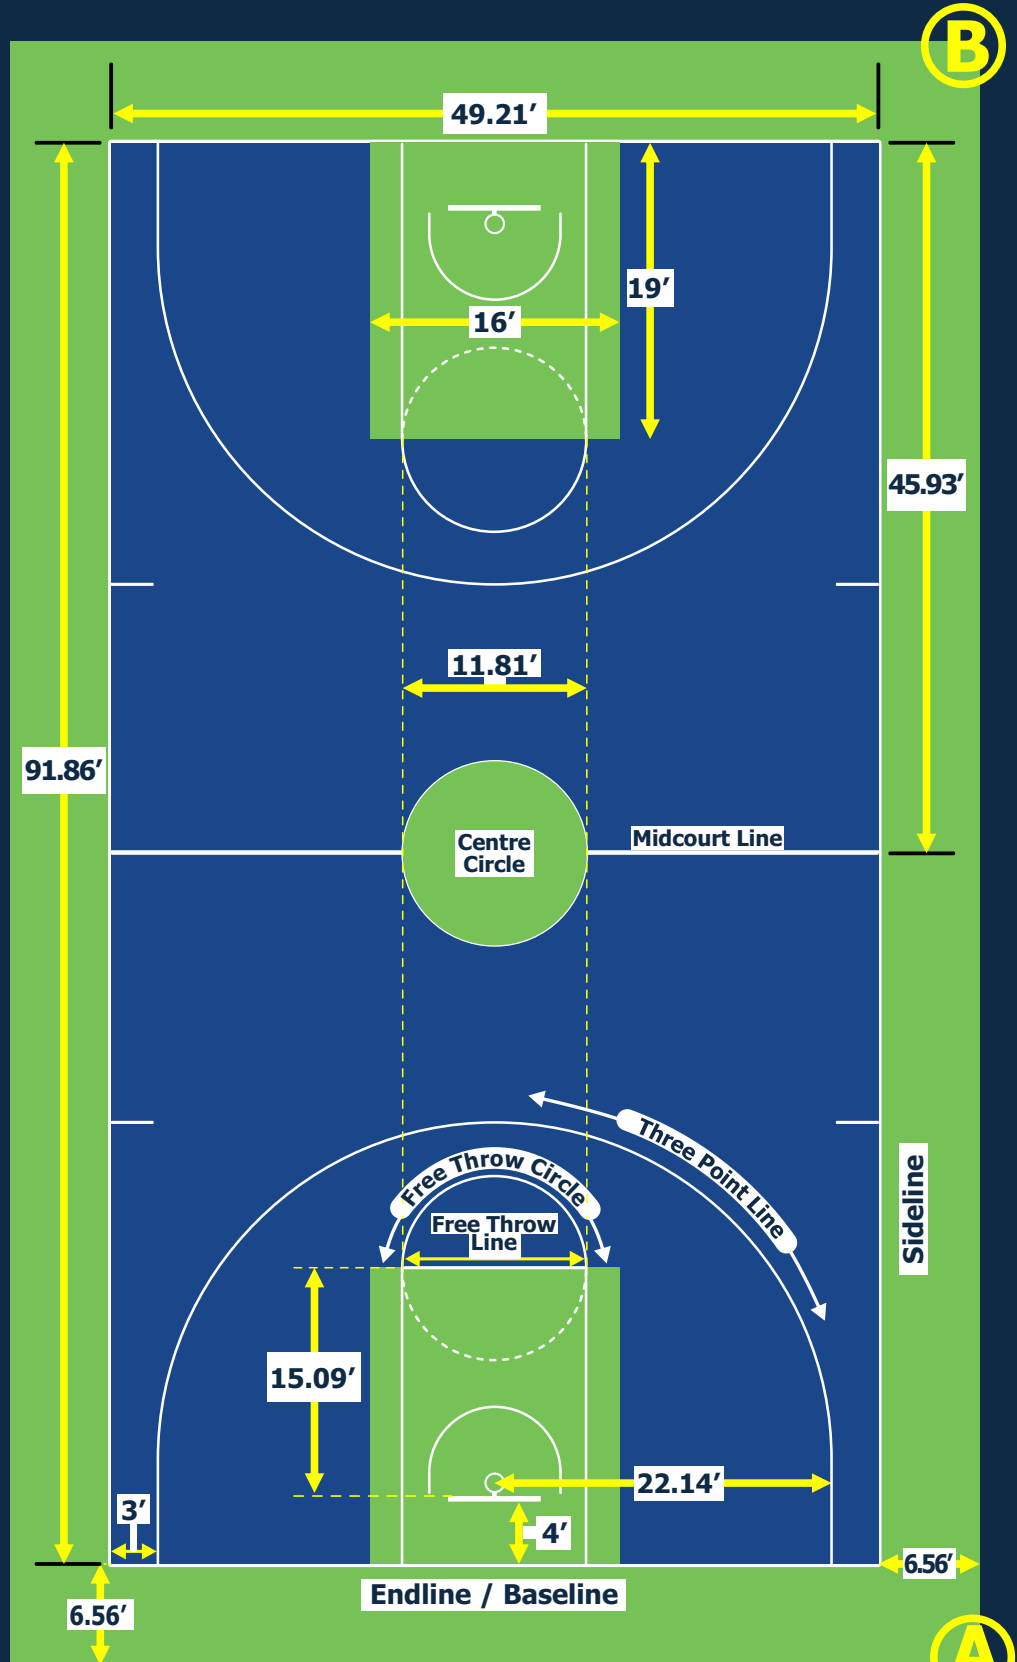 B
49.21’
19’
16’
45.93’
11.81’
91.86’
Centre
Circle
Midcourt Line
Three Point Line
Free Throw Circle
Free Throw
Line
Sideline
15.09’
22.14’
3’
4’
6.56’
Endline / Baseline
6.56’
A